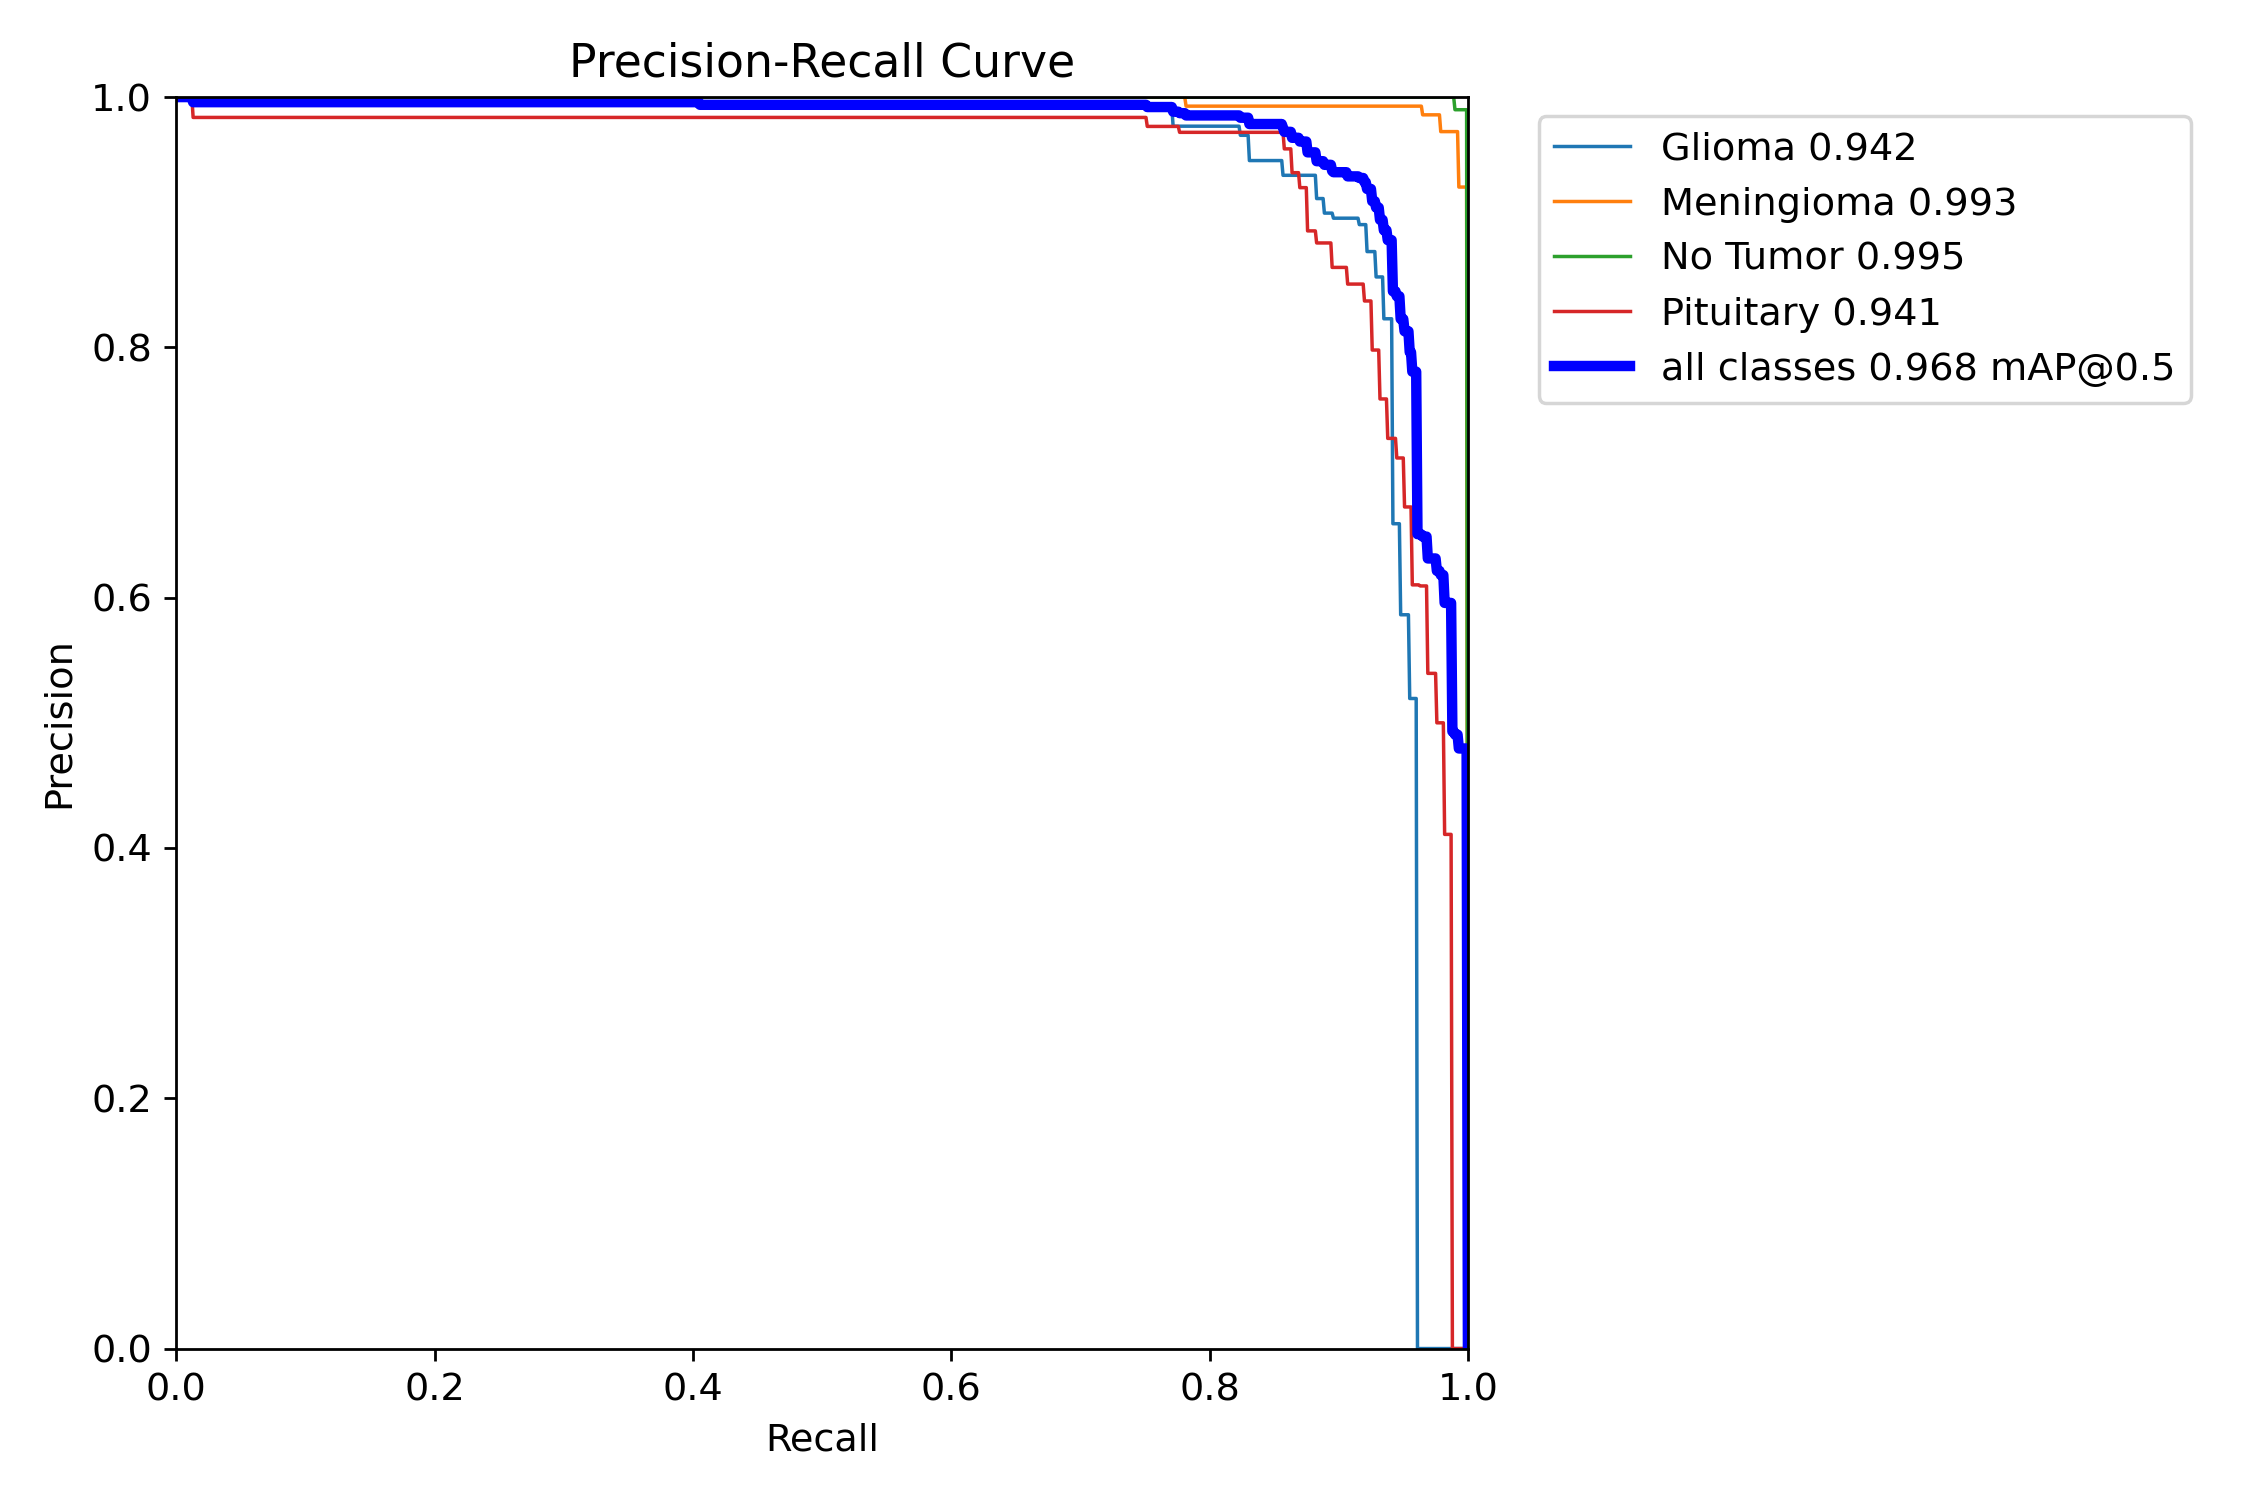 Precision-Recall Curve
1.0
0.8
0.6
0.4
0.2
0.0
Precision
0.0 0.2 0.4 0.6 0.8 1.0
Recall
Glioma 0.942
Meningioma 0.993
No Tumor 0.995
Pituitary 0.941
all classes 0.968 mAP@0.5